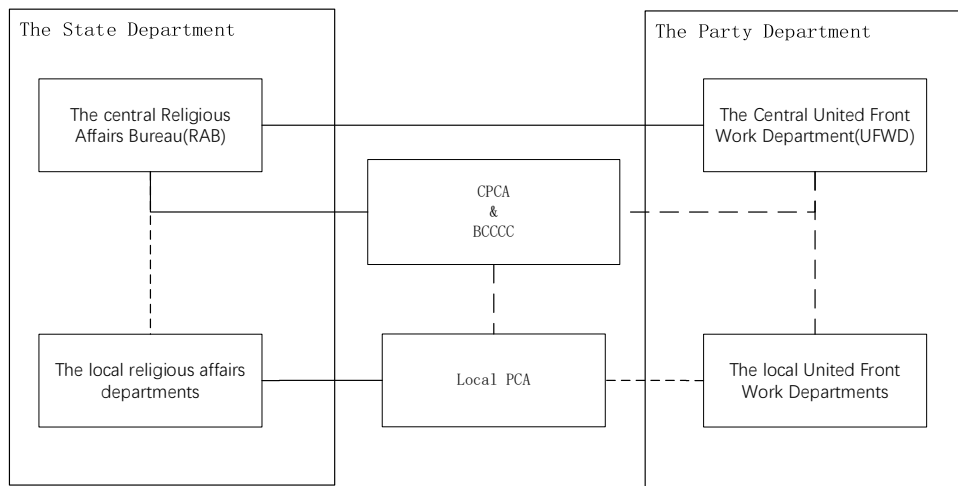 The State Department
The Party Department
The central Religious
Affairs Bureau(RAB)
The Central United Front
Work Department(UFWD)
CPCA
&
BCCCC
The local religious affairs
departments
Local PCA
The local United Front
Work Departments